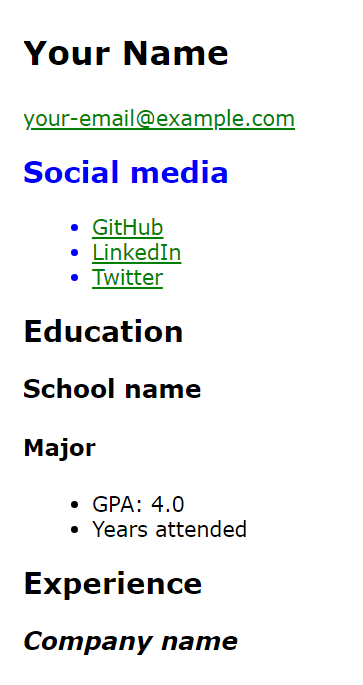 Your Name
your-email@example.com
Social media
GitHub
LinkedIn
Twitter
Education
School name
Major
GPA: 4.0
Years attended
Experience
Company name